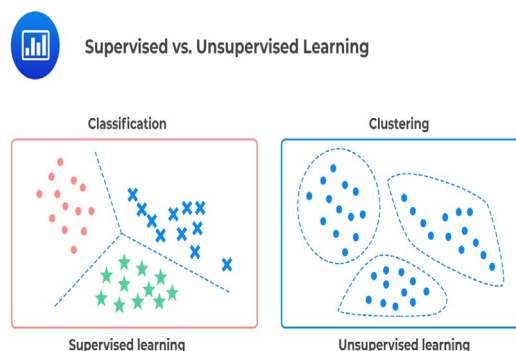 Supervised vs. Unsupervised Learning
Classification
Clustering
Supervised learning
Unsupervised learning